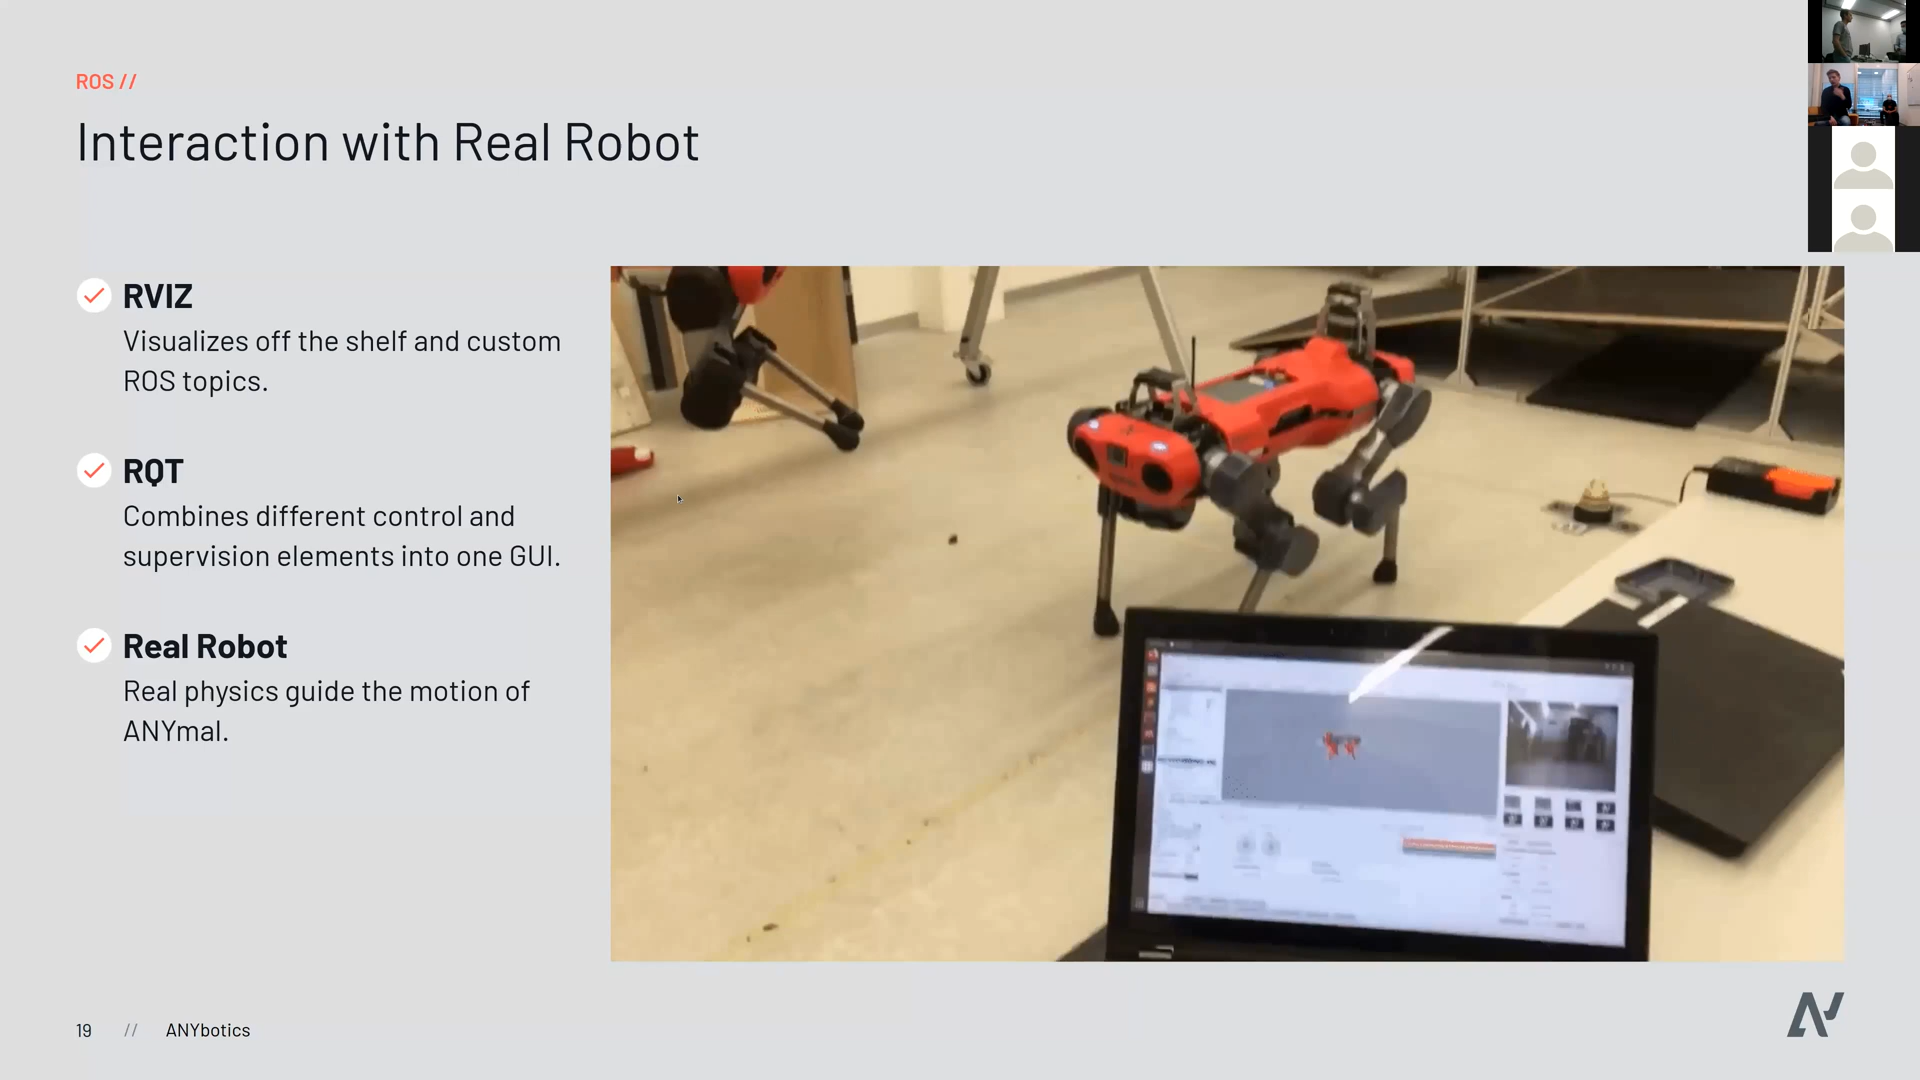 ROS //
Interaction with Real Robot
RVIZ
Visualizes off the shelf and custom
ROS topics.
RQT
Combines different control and
supervision elements into one GUI.
Real Robot
Real physics guide the motion of
ANYmal.
19 // ANYbotics